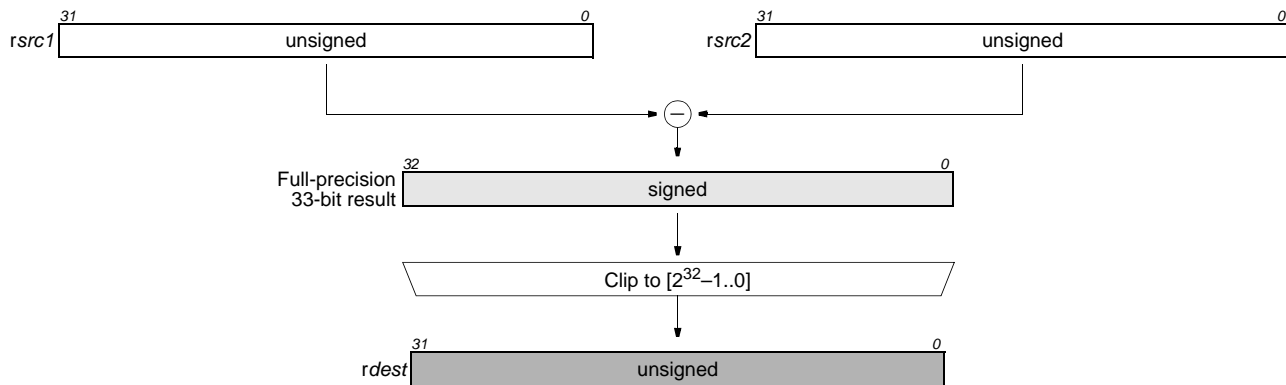 31 0 31 0
rsrc1 unsigned rsrc2 unsigned
−
32 0
Full-precision
33-bit result
signed
Clip to [2^32–1..0]
31 0
rdest unsigned